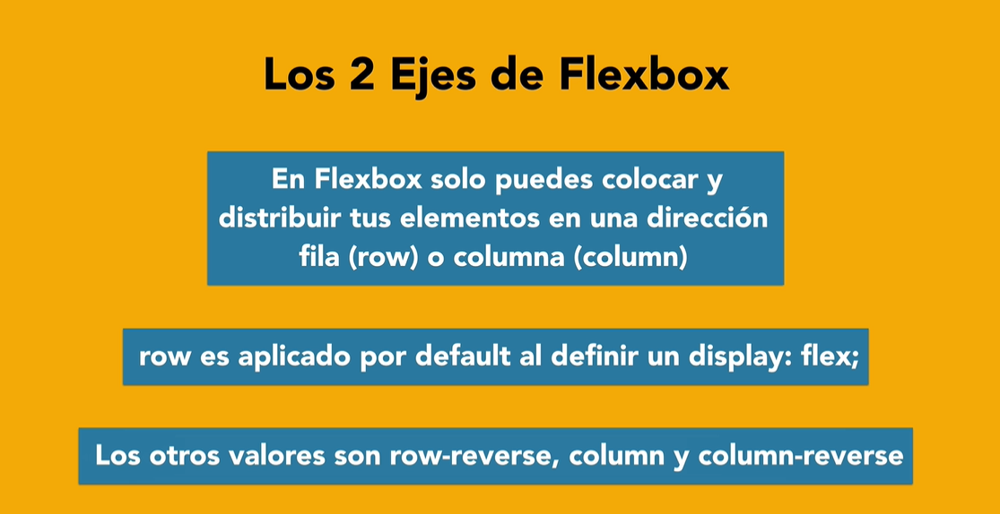 Los 2 Ejes de Flexbox
En Flexbox solo puedes colocar y
distribuir tus elementos en una dirección
fila (row) o columna (column)
row es aplicado por default al definir un display: flex;
Los otros valores son row-reverse, column y column-reverse